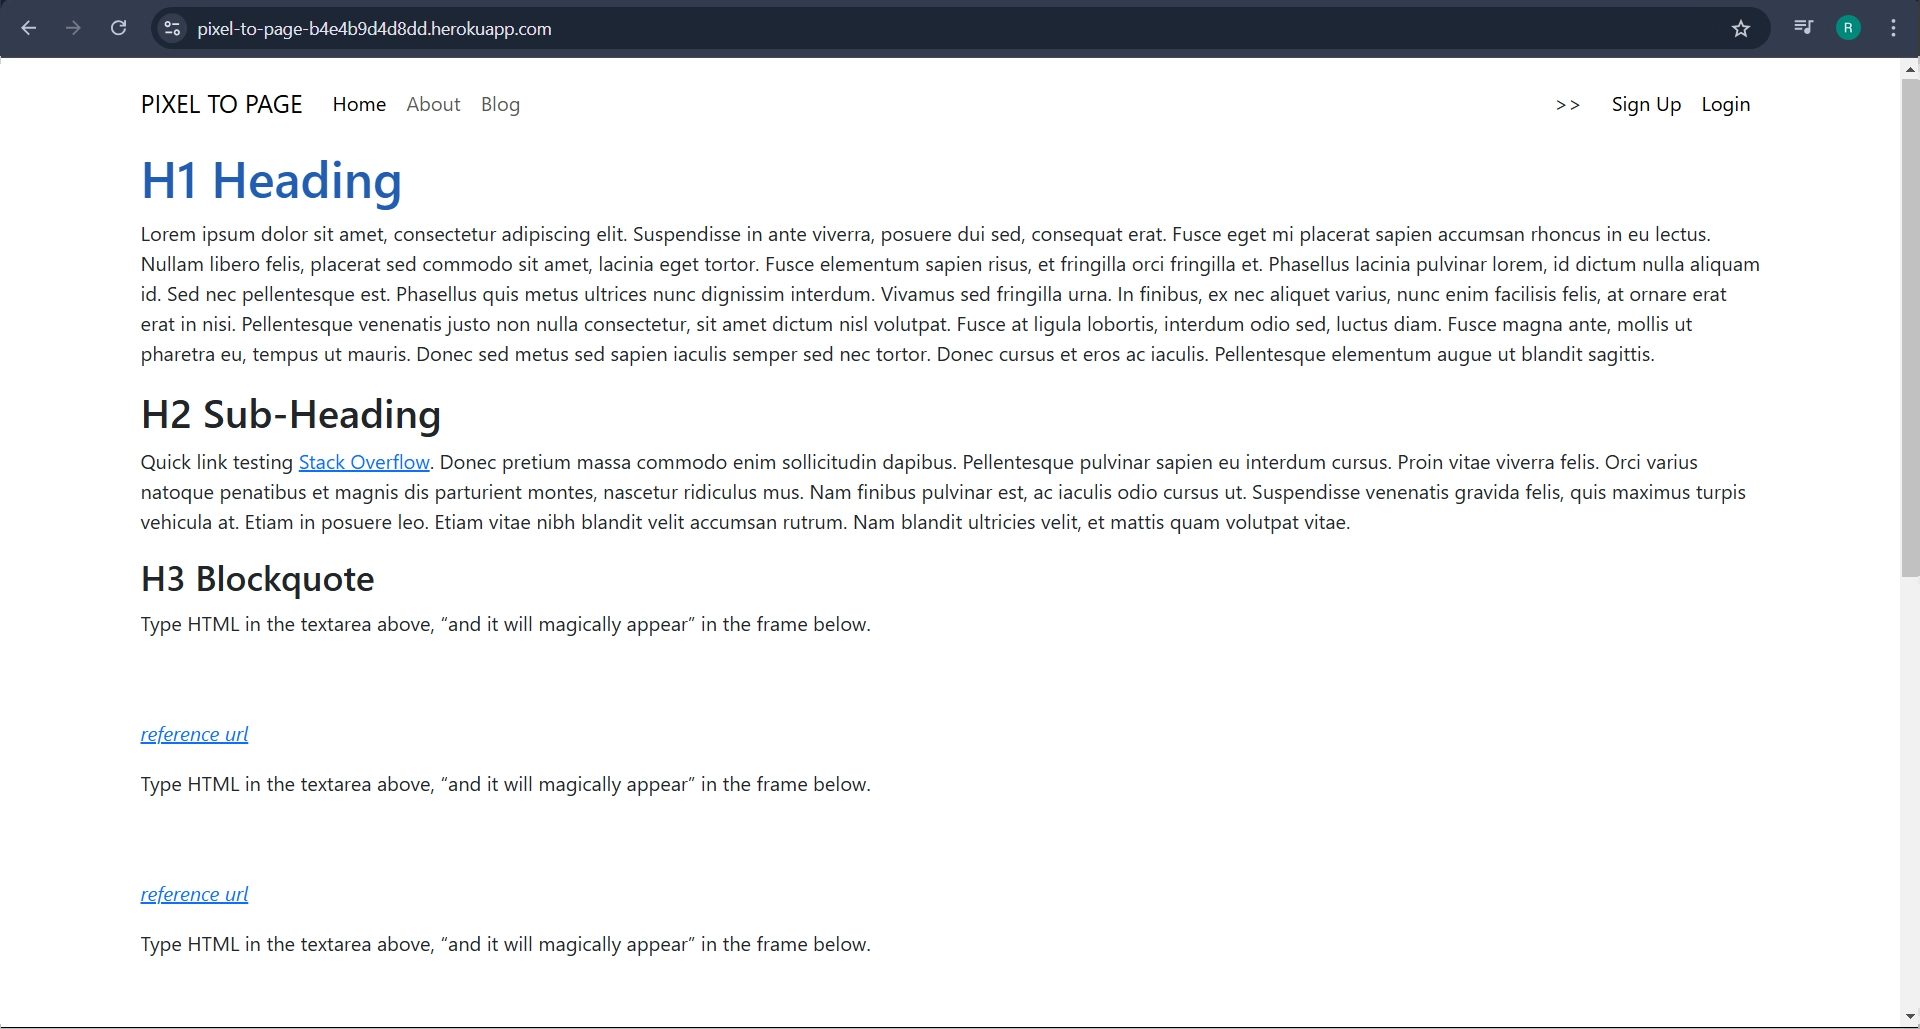 pixel-to-page-b4e4b9d4d8dd.herokuapp.com
R
PIXEL TO PAGE Home About Blog >> Sign Up Login
H1 Heading
Lorem ipsum dolor sit amet, consectetur adipiscing elit. Suspendisse in ante viverra, posuere dui sed, consequat erat. Fusce eget mi placerat sapien accumsan rhoncus in eu lectus.
Nullam libero felis, placerat sed commodo sit amet, lacinia eget tortor. Fusce elementum sapien risus, et fringilla orci fringilla et. Phasellus lacinia pulvinar lorem, id dictum nulla aliquam
id. Sed nec pellentesque est. Phasellus quis metus ultrices nunc dignissim interdum. Vivamus sed fringilla urna. In finibus, ex nec aliquet varius, nunc enim facilisis felis, at ornare erat
erat in nisi. Pellentesque venenatis justo non nulla consectetur, sit amet dictum nisl volutpat. Fusce at ligula lobortis, interdum odio sed, luctus diam. Fusce magna ante, mollis ut
pharetra eu, tempus ut mauris. Donec sed metus sed sapien iaculis semper sed nec tortor. Donec cursus et eros ac iaculis. Pellentesque elementum augue ut blandit sagittis.
H2 Sub-Heading
Quick link testing Stack Overflow. Donec pretium massa commodo enim sollicitudin dapibus. Pellentesque pulvinar sapien eu interdum cursus. Proin vitae viverra felis. Orci varius
natoque penatibus et magnis dis parturient montes, nascetur ridiculus mus. Nam finibus pulvinar est, ac iaculis odio cursus ut. Suspendisse venenatis gravida felis, quis maximus turpis
vehicula at. Etiam in posuere leo. Etiam vitae nibh blandit velit accumsan rutrum. Nam blandit ultricies velit, et mattis quam volutpat vitae.
H3 Blockquote
Type HTML in the textarea above, “and it will magically appear” in the frame below.
reference url
Type HTML in the textarea above, “and it will magically appear” in the frame below.
reference url
Type HTML in the textarea above, “and it will magically appear” in the frame below.